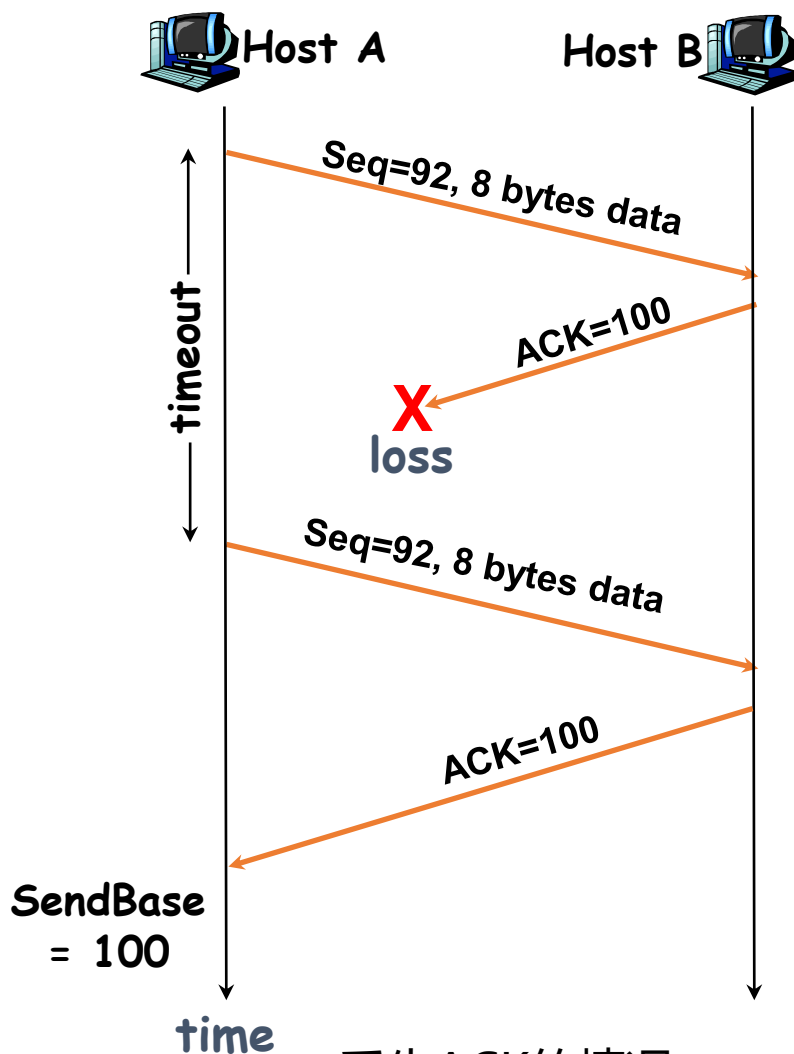 Host A
Host B
Seq=92, 8 bytes data
timeout
ACK=100
X
loss
Seq=92, 8 bytes data
ACK=100
SendBase
= 100
time